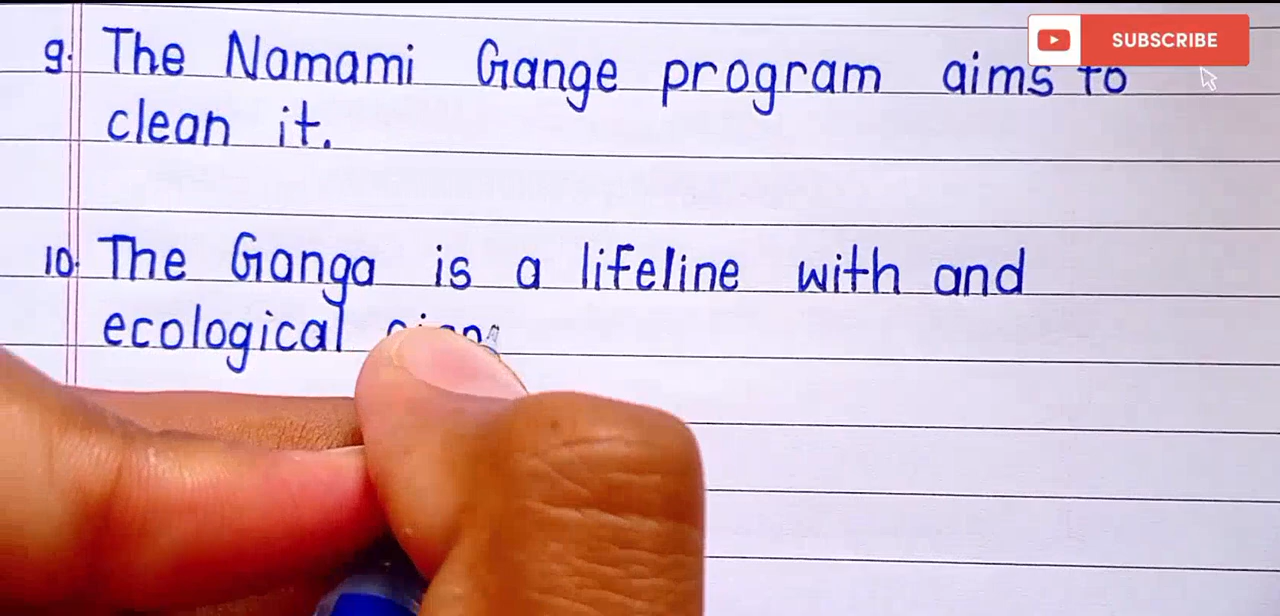 SUBSCRIBE
9. The Namami Gange program aims to
clean it.
10. The Ganga is a lifeline with and
ecological